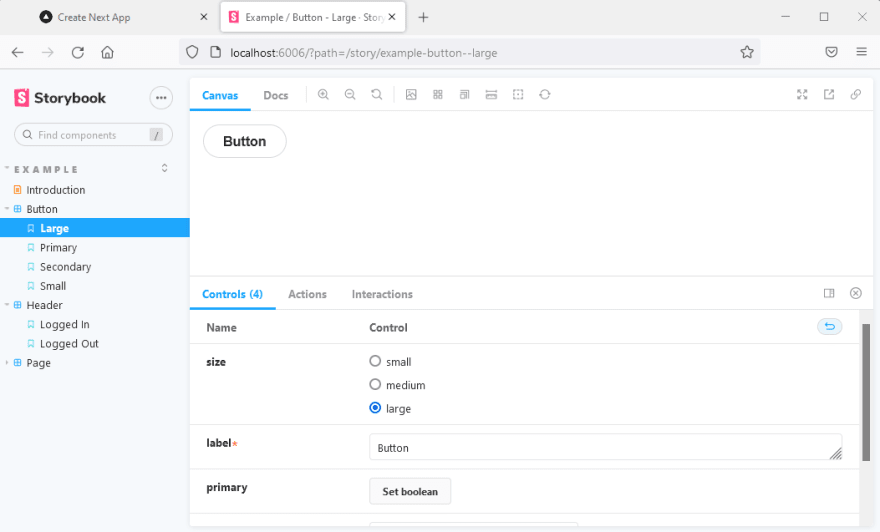 Create Next App
Example / Button - Large · Story
localhost:6006/?path=/story/example-button--large
Storybook
Find components /
EXAMPLE
Introduction
Button
Large
Primary
Secondary
Small
Header
Logged In
Logged Out
Page
Canvas Docs
Button
Controls (4) Actions Interactions
Name Control
size
small
medium
large
label* Button
primary Set boolean